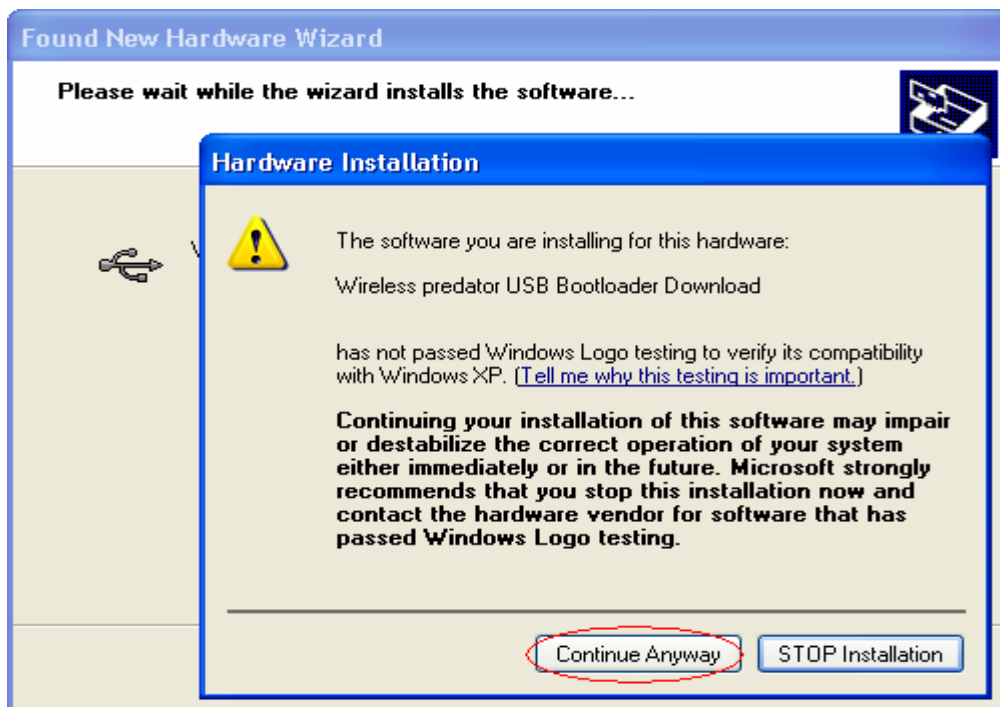 Found New Hardware Wizard
Please wait while the wizard installs the software...
Hardware Installation
The software you are installing for this hardware:
Wireless predator USB Bootloader Download
has not passed Windows Logo testing to verify its compatibility
with Windows XP. (Tell me why this testing is important.)
Continuing your installation of this software may impair
or destabilize the correct operation of your system
either immediately or in the future. Microsoft strongly
recommends that you stop this installation now and
contact the hardware vendor for software that has
passed Windows Logo testing.
Continue Anyway
STOP Installation